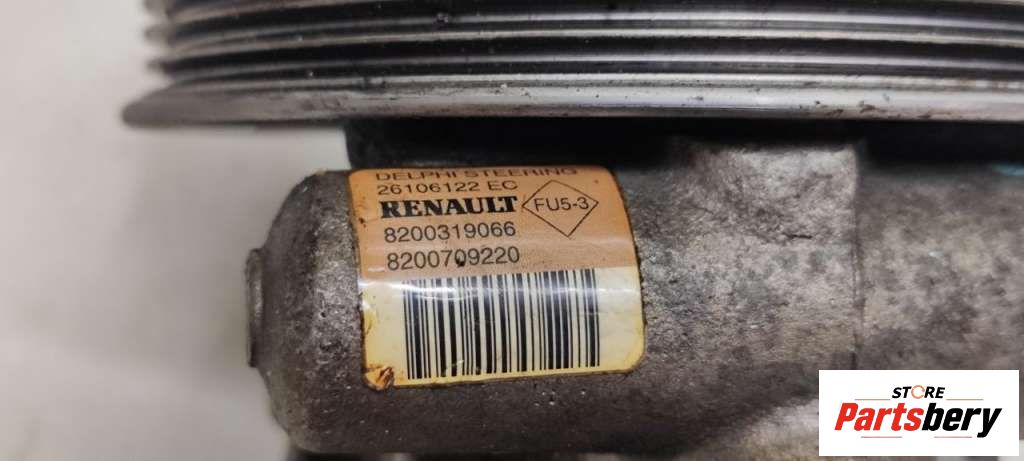 DELPHI STEERING
26106122 EC
RENAULT
FU5-3
8200319066
8200709220
STORE
Partsbery